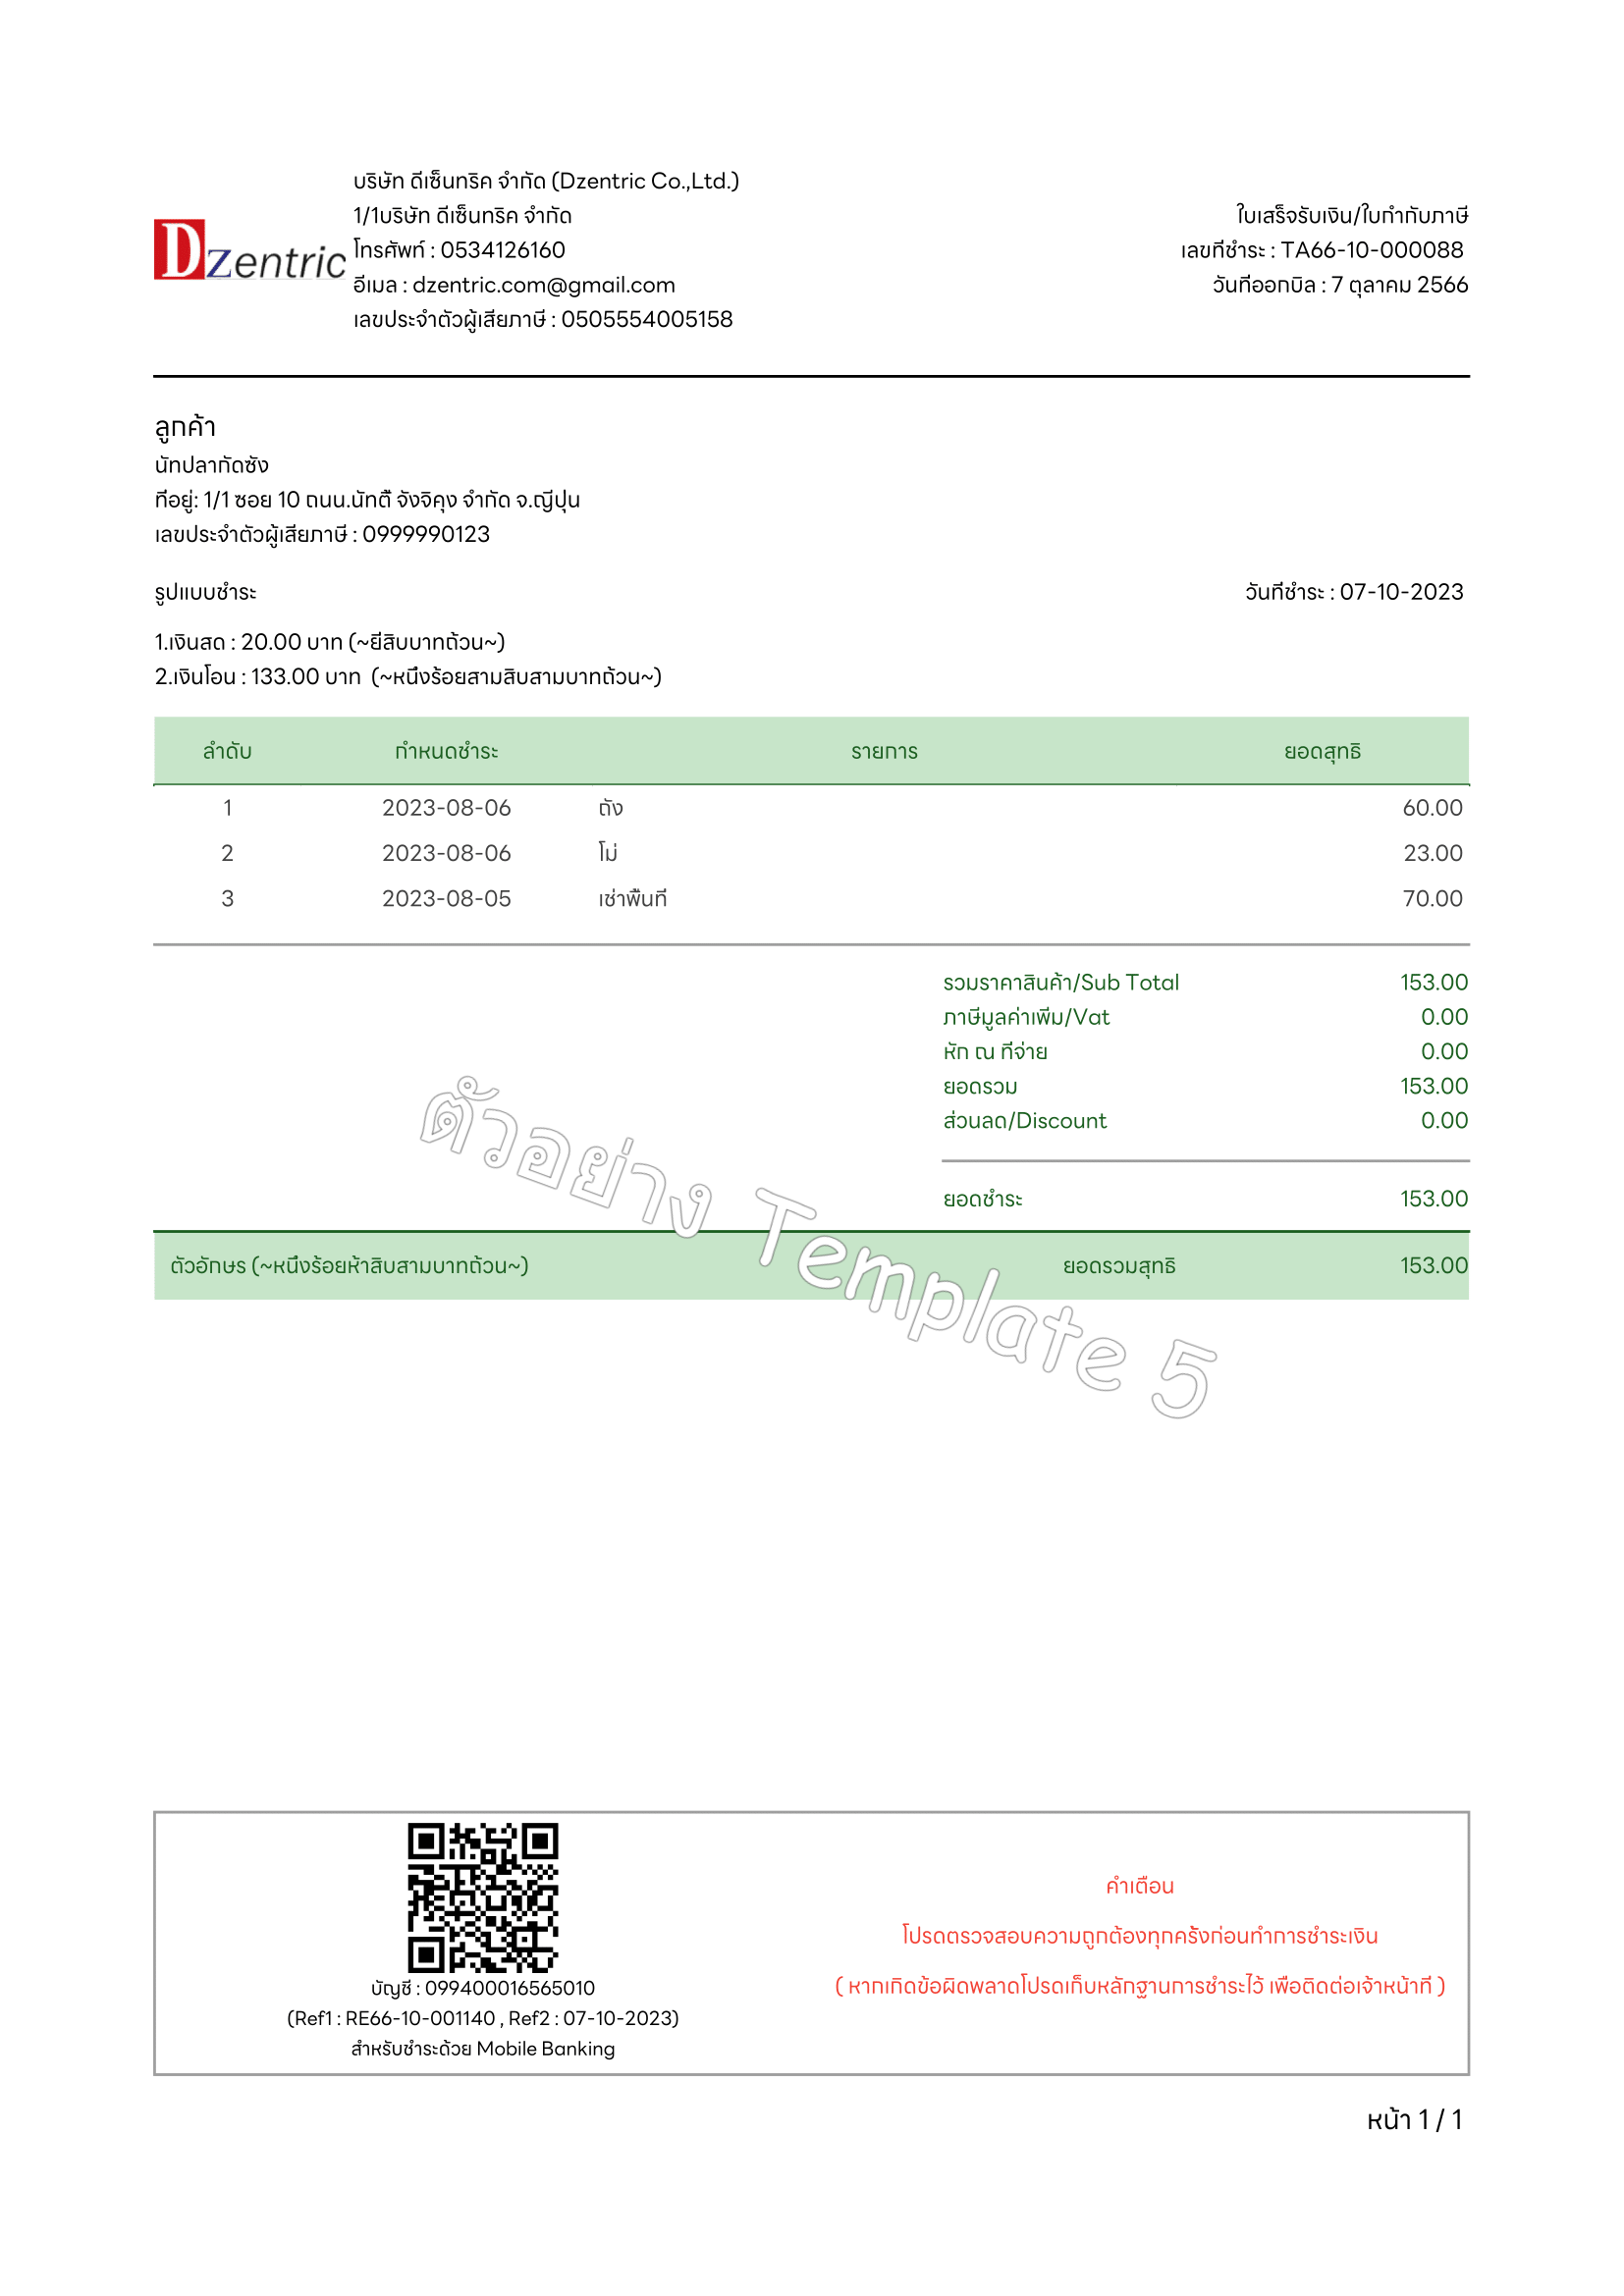 Dzentric
บริษัท ดีเซ็นทริค จำกัด (Dzentric Co.,Ltd.)
1/1บริษัท ดีเซ็นทริค จำกัด
โทรศัพท์ : 0534126160
อีเมล : dzentric.com@gmail.com
เลขประจำตัวผู้เสียภาษี : 0505554005158
ใบเสร็จรับเงิน/ใบกำกับภาษี
เลขที่ชำระ : TA66-10-000088
วันที่ออกบิล : 7 ตุลาคม 2566
ลูกค้า
นัทปลากัดซัง
ที่อยู่: 1/1 ซอย 10 ถนน.นัทตี้ จังจิคุง จำกัด จ.ญี่ปุ่น
เลขประจำตัวผู้เสียภาษี : 0999990123
รูปแบบชำระ วันที่ชำระ : 07-10-2023
1.เงินสด : 20.00 บาท (~ยี่สิบบาทถ้วน~)
2.เงินโอน : 133.00 บาท (~หนึ่งร้อยสามสิบสามบาทถ้วน~)
ลำดับ กำหนดชำระ รายการ ยอดสุทธิ
1 2023-08-06 ถัง 60.00
2 2023-08-06 โม่ 23.00
3 2023-08-05 เช่าพื้นที่ 70.00
รวมราคาสินค้า/Sub Total 153.00
ภาษีมูลค่าเพิ่ม/Vat 0.00
หัก ณ ที่จ่าย 0.00
ยอดรวม 153.00
ส่วนลด/Discount 0.00
ยอดชำระ 153.00
ตัวอักษร (~หนึ่งร้อยห้าสิบสามบาทถ้วน~) ยอดรวมสุทธิ 153.00
ตัวอย่าง Template 5
บัญชี : 099400016565010
(Ref1 : RE66-10-001140 , Ref2 : 07-10-2023)
สำหรับชำระด้วย Mobile Banking
คำเตือน
โปรดตรวจสอบความถูกต้องทุกครั้งก่อนทำการชำระเงิน
( หากเกิดข้อผิดพลาดโปรดเก็บหลักฐานการชำระไว้ เพื่อติดต่อเจ้าหน้าที่ )
หน้า 1 / 1